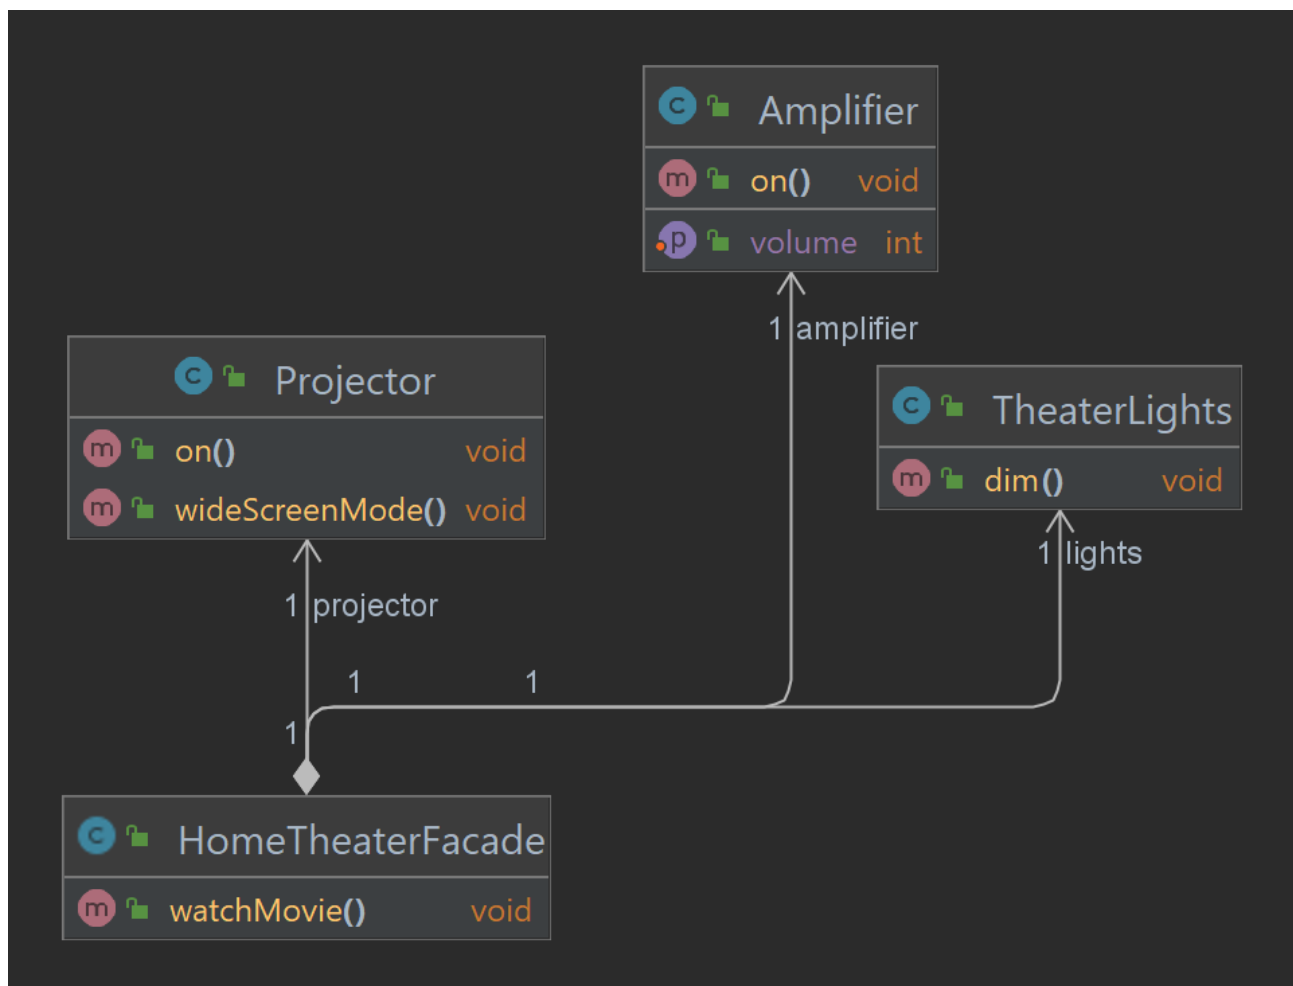 C Amplifier
m on() void
p volume int
1 amplifier
C Projector
m on() void
m wideScreenMode() void
C TheaterLights
m dim() void
1 lights
1 projector
1 1
1
C HomeTheaterFacade
m watchMovie() void